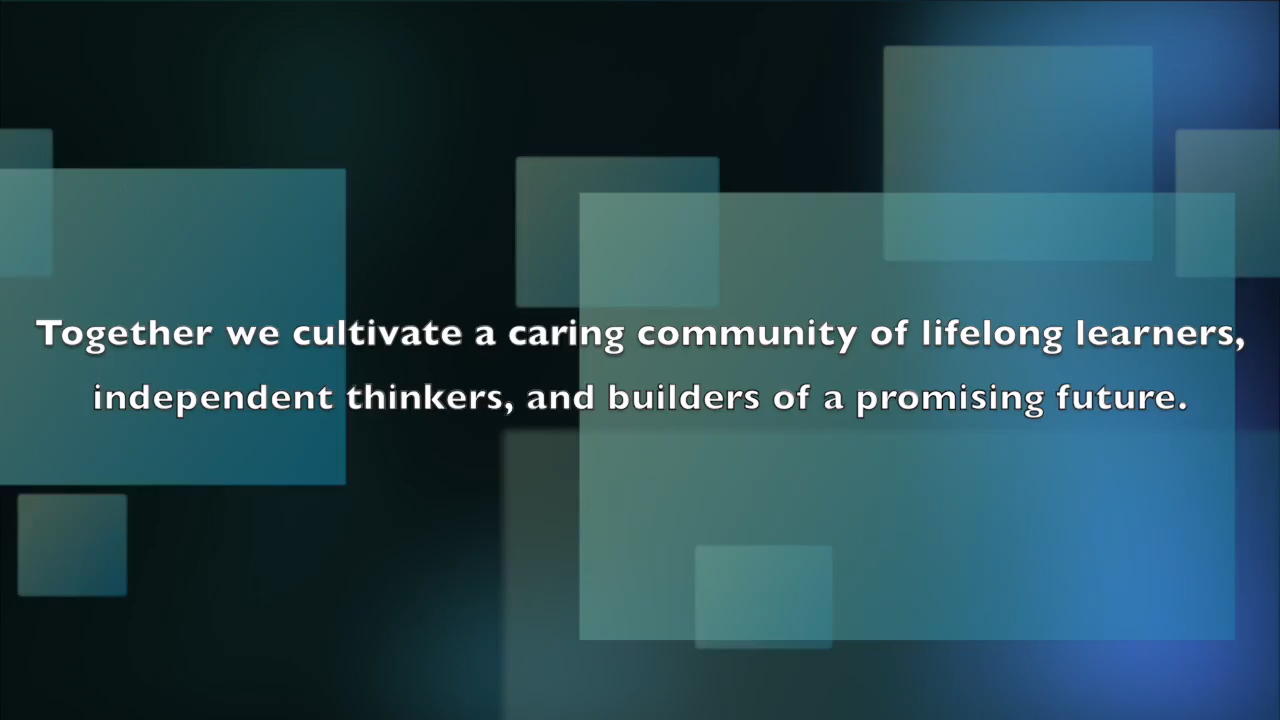 Together we cultivate a caring community of lifelong learners,
independent thinkers, and builders of a promising future.